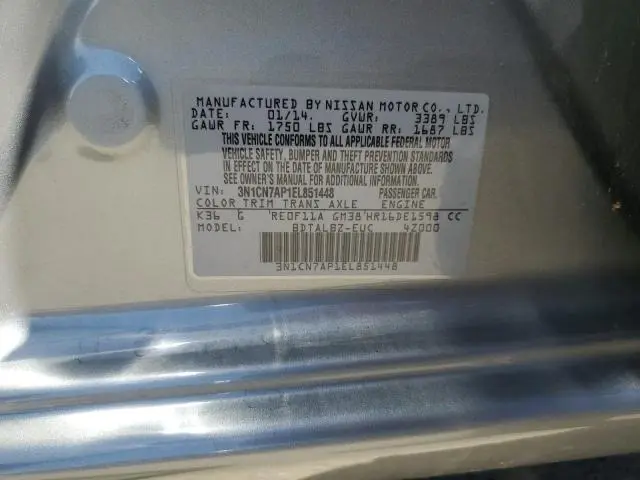 MANUFACTURED BY NISSAN MOTOR CO., LTD.
DATE: 01/14. GVWR: 3389 LBS
GAWR FR: 1750 LBS GAWR RR: 1687 LBS
THIS VEHICLE CONFORMS TO ALL APPLICABLE FEDERAL MOTOR
VEHICLE SAFETY, BUMPER AND THEFT PREVENTION STANDARDS
IN EFFECT ON THE DATE OF MANUFACTURE SHOWN ABOVE.
SEE OWNER'S MANUAL FOR ADDITIONAL INFORMATION.
VIN: 3N1CN7AP1EL851448 PASSENGER CAR
COLOR TRIM TRANS AXLE ENGINE
K36 G RE0F11A GM38 HR16DE1598 CC
MODEL: BDTALBZ-EUC 4Z000
3N1CN7AP1EL851448